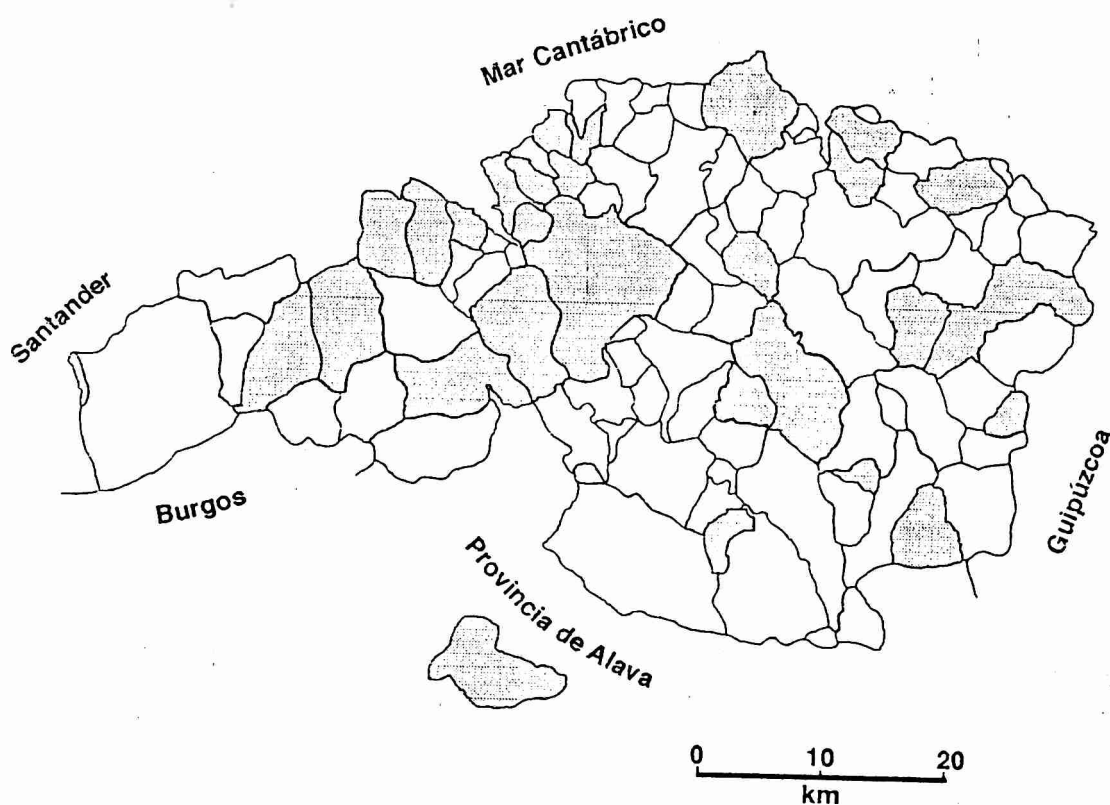 Mar Cantábrico
Santander
Burgos
Provincia de Alava
Guipúzcoa
0 10 20
km